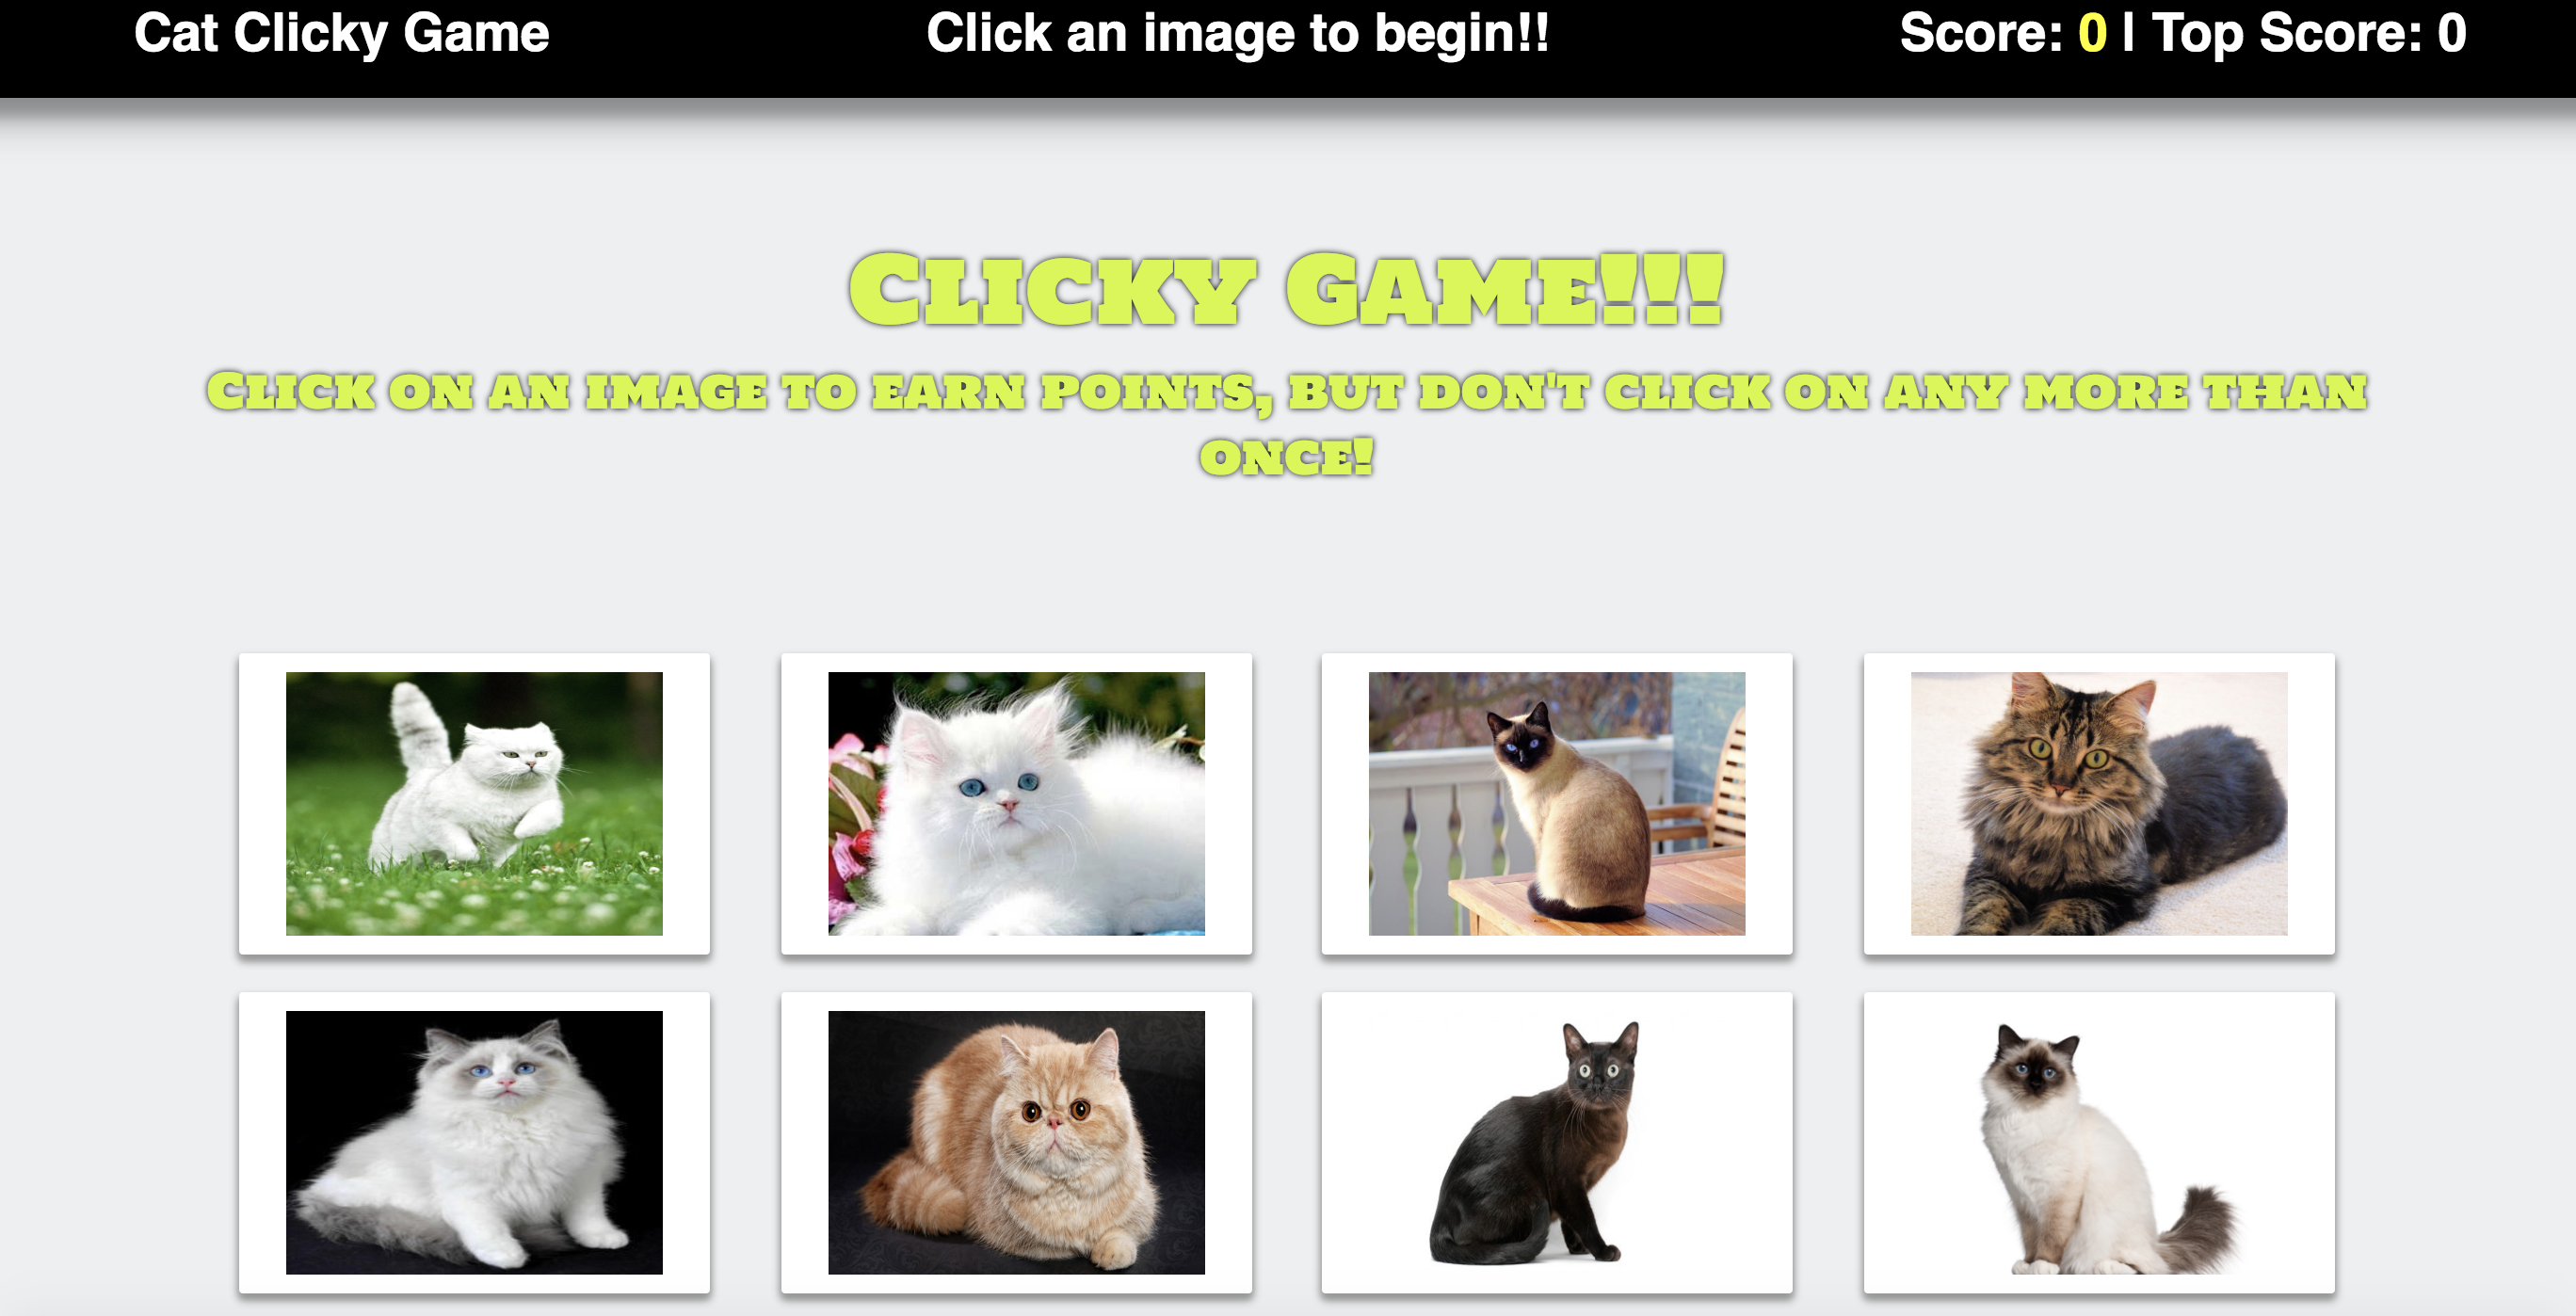 Cat Clicky Game
Click an image to begin!!
Score: 0 | Top Score: 0
Clicky Game!!!
Click on an image to earn points, but don't click on any more than
once!